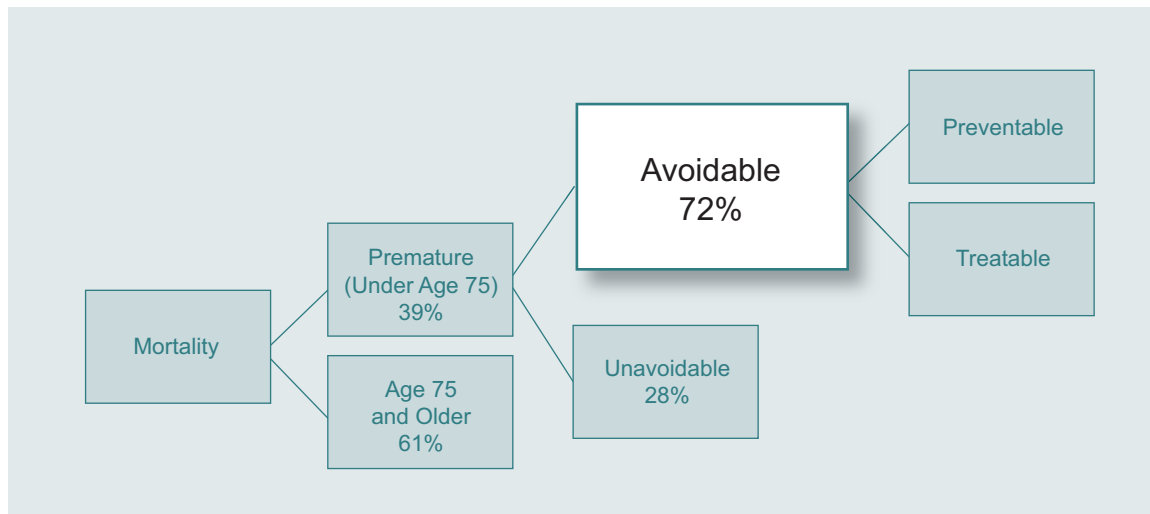 Mortality
Premature
(Under Age 75)
39%
Age 75
and Older
61%
Avoidable
72%
Unavoidable
28%
Preventable
Treatable